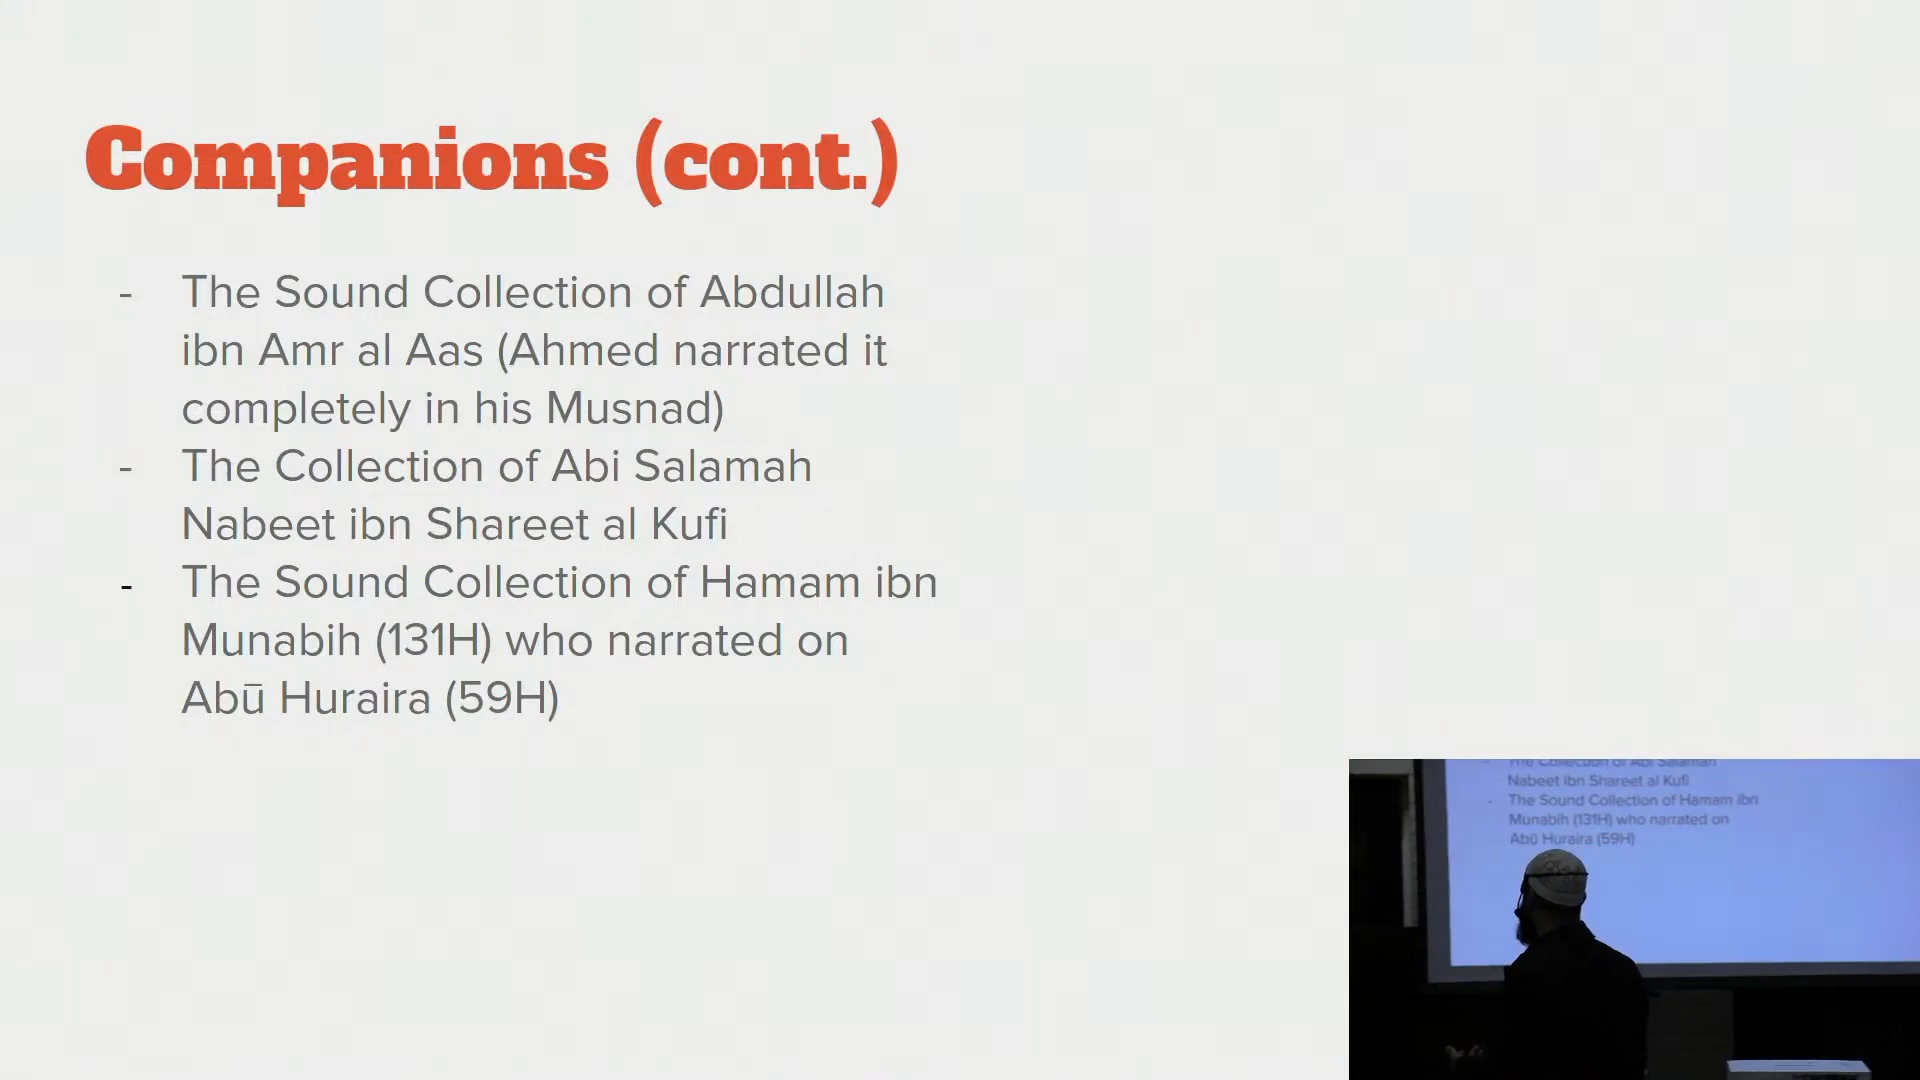 Companions (cont.)
- The Sound Collection of Abdullah
ibn Amr al Aas (Ahmed narrated it
completely in his Musnad)
- The Collection of Abi Salamah
Nabeet ibn Shareet al Kufi
- The Sound Collection of Hamam ibn
Munabih (131H) who narrated on
Abū Huraira (59H)
- The Collection of Abi Salamah
Nabeet ibn Shareet al Kufi
- The Sound Collection of Hamam ibn
Munabih (131H) who narrated on
Abū Huraira (59H)